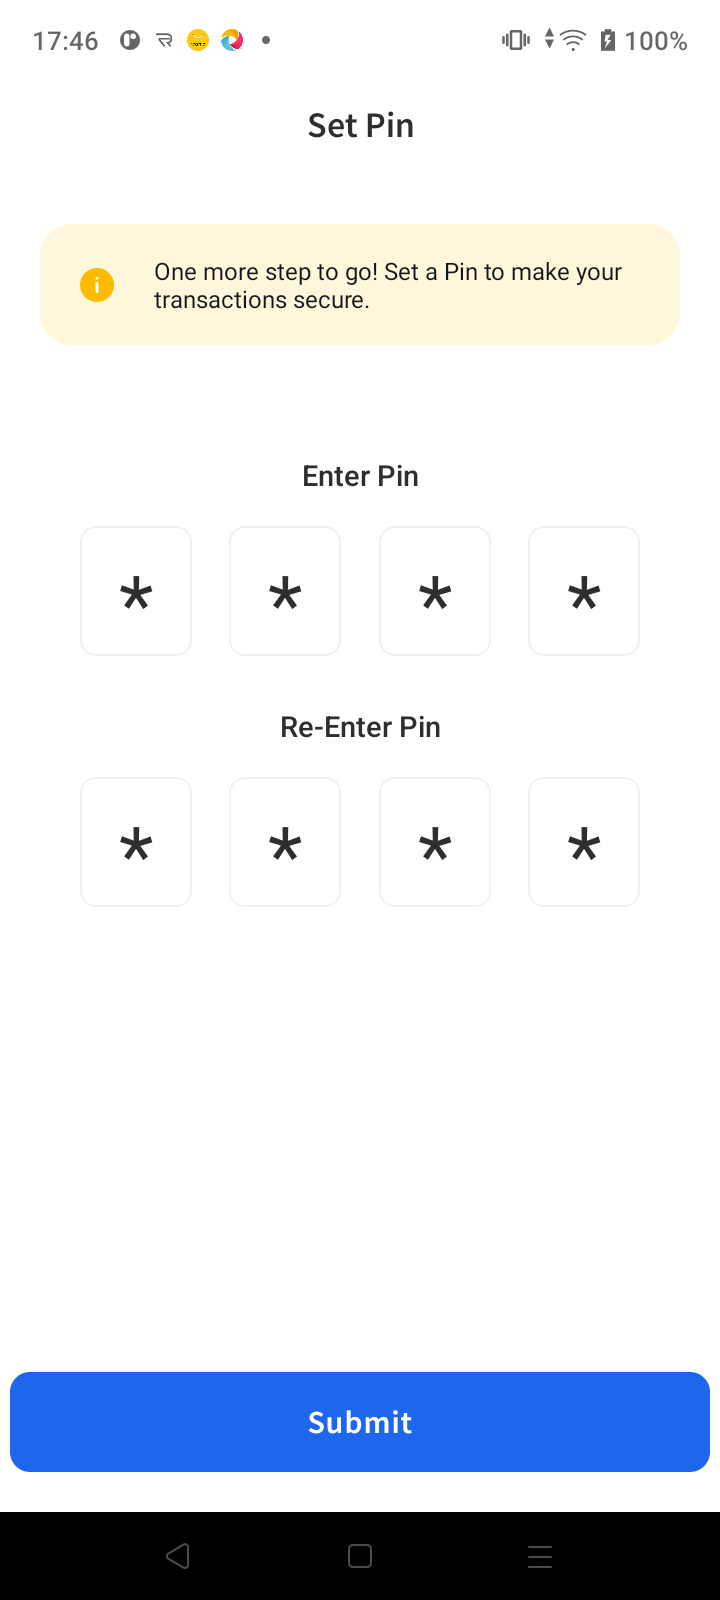 17:46
100%
Set Pin
One more step to go! Set a Pin to make your
transactions secure.
Enter Pin
* * * *
Re-Enter Pin
* * * *
Submit